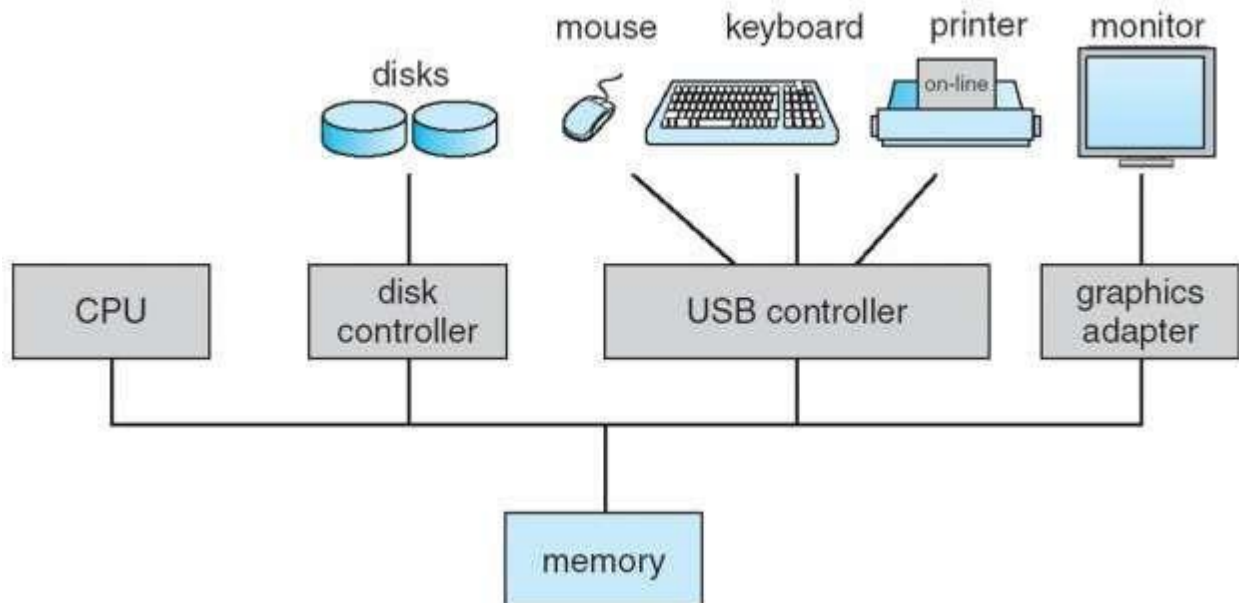 mouse
keyboard
printer
monitor
disks
on-line
CPU
disk
controller
USB controller
graphics
adapter
memory